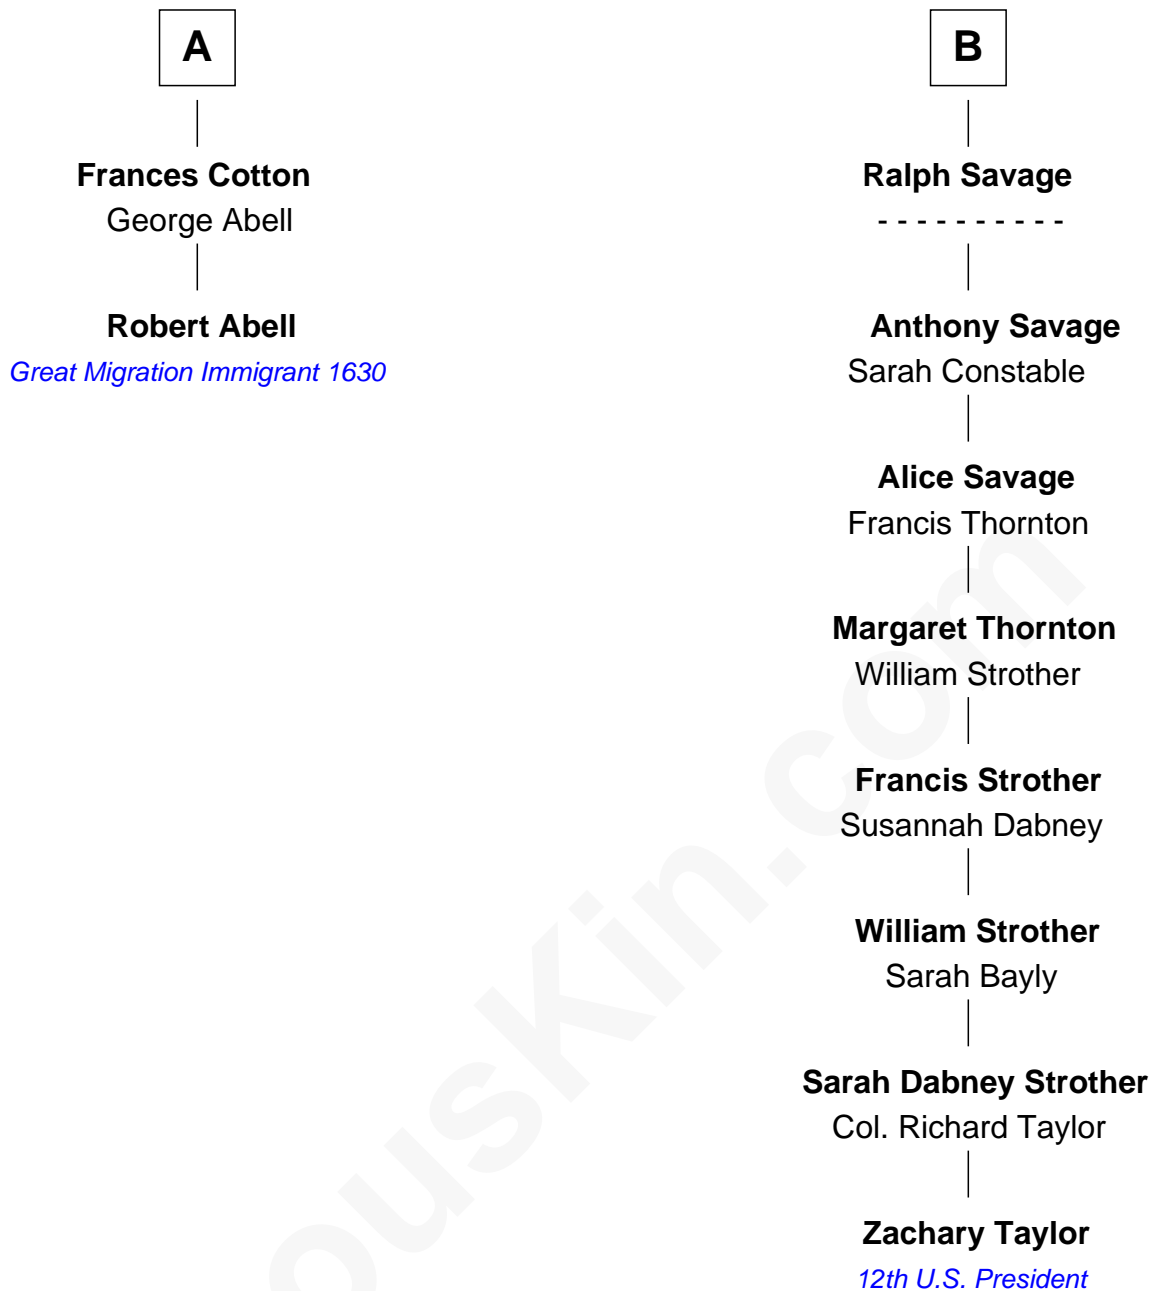 A
Frances Cotton
George Abell
Robert Abell
Great Migration Immigrant 1630
B
Ralph Savage
- - - - - - - - - -
Anthony Savage
Sarah Constable
Alice Savage
Francis Thornton
Margaret Thornton
William Strother
Francis Strother
Susannah Dabney
William Strother
Sarah Bayly
Sarah Dabney Strother
Col. Richard Taylor
Zachary Taylor
12th U.S. President
ousKin.com